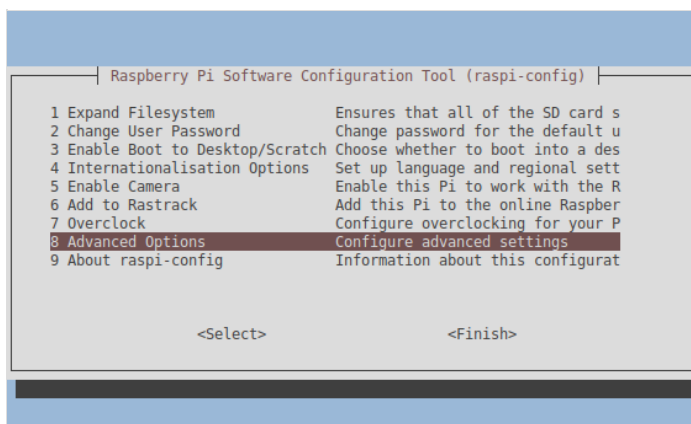 Raspberry Pi Software Configuration Tool (raspi-config)
1 Expand Filesystem Ensures that all of the SD card s
2 Change User Password Change password for the default u
3 Enable Boot to Desktop/Scratch Choose whether to boot into a des
4 Internationalisation Options Set up language and regional sett
5 Enable Camera Enable this Pi to work with the R
6 Add to Rastrack Add this Pi to the online Raspber
7 Overclock Configure overclocking for your P
8 Advanced Options Configure advanced settings
9 About raspi-config Information about this configurat
<Select> <Finish>